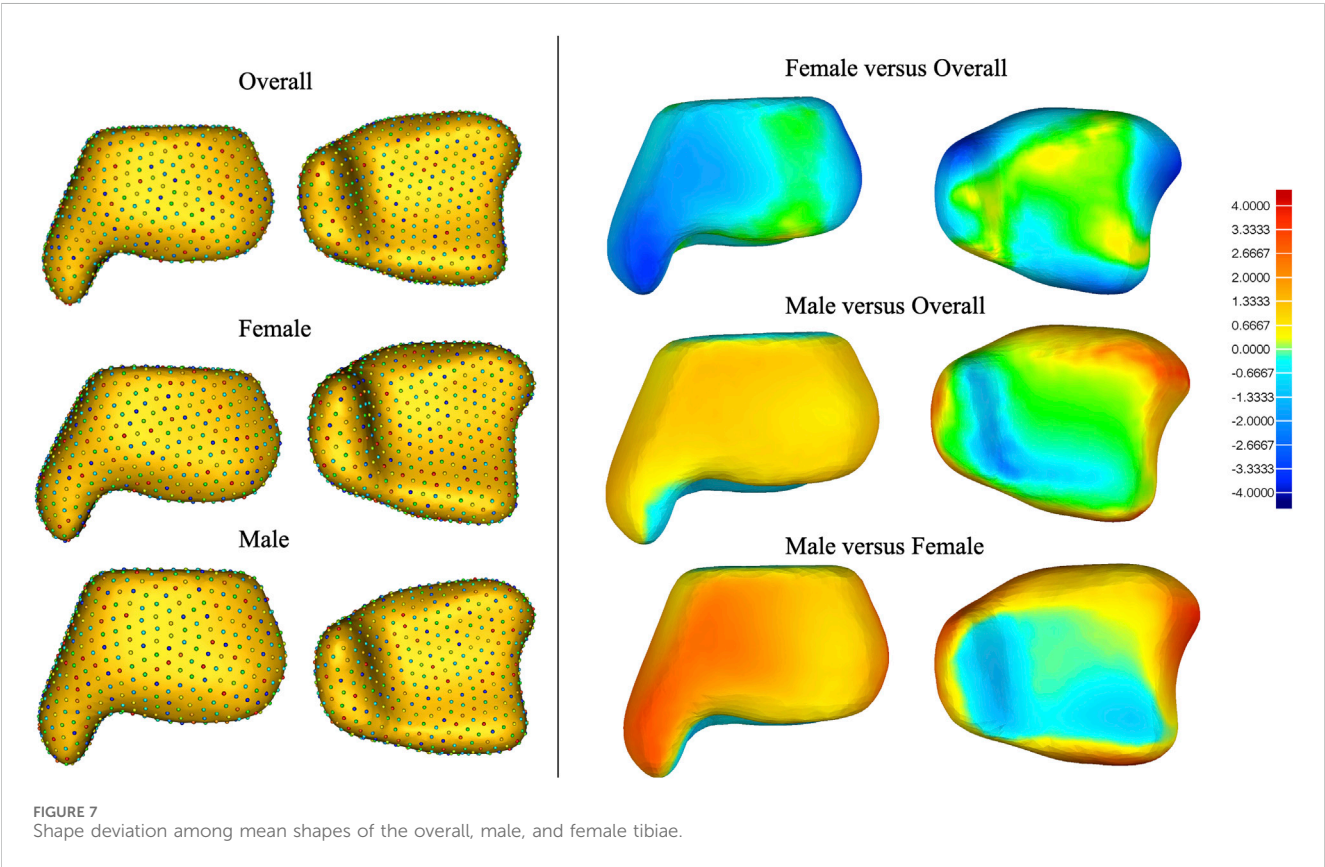 Overall
Female
Male
Female versus Overall
Male versus Overall
Male versus Female
4.0000
3.3333
2.6667
2.0000
1.3333
0.6667
0.0000
-0.6667
-1.3333
-2.0000
-2.6667
-3.3333
-4.0000
FIGURE 7
Shape deviation among mean shapes of the overall, male, and female tibiae.